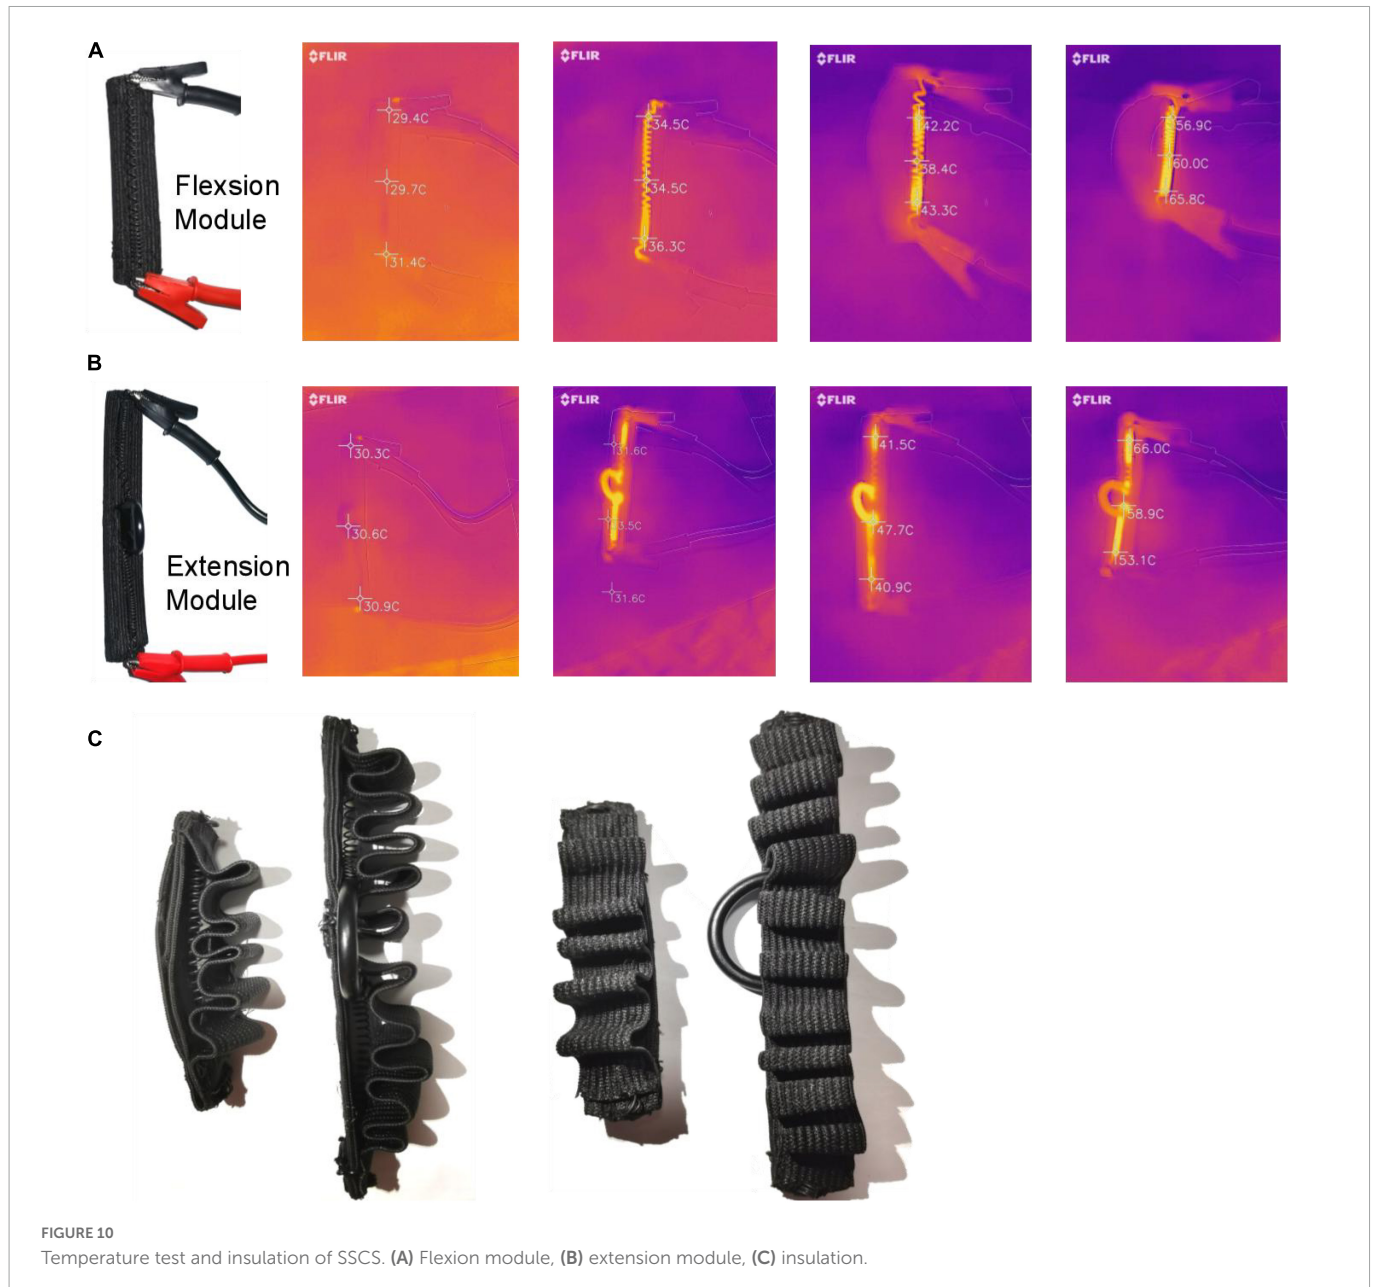 A
Flexsion
Module
FLIR
29.4C
29.7C
31.4C
FLIR
34.5C
34.5C
36.3C
FLIR
42.2C
38.4C
43.3C
FLIR
56.9C
60.0C
65.8C
B
Extension
Module
FLIR
30.3C
30.6C
30.9C
FLIR
31.6C
3.5C
31.6C
FLIR
41.5C
47.7C
40.9C
FLIR
66.0C
58.9C
53.1C
C
FIGURE 10
Temperature test and insulation of SSCS. (A) Flexion module, (B) extension module, (C) insulation.